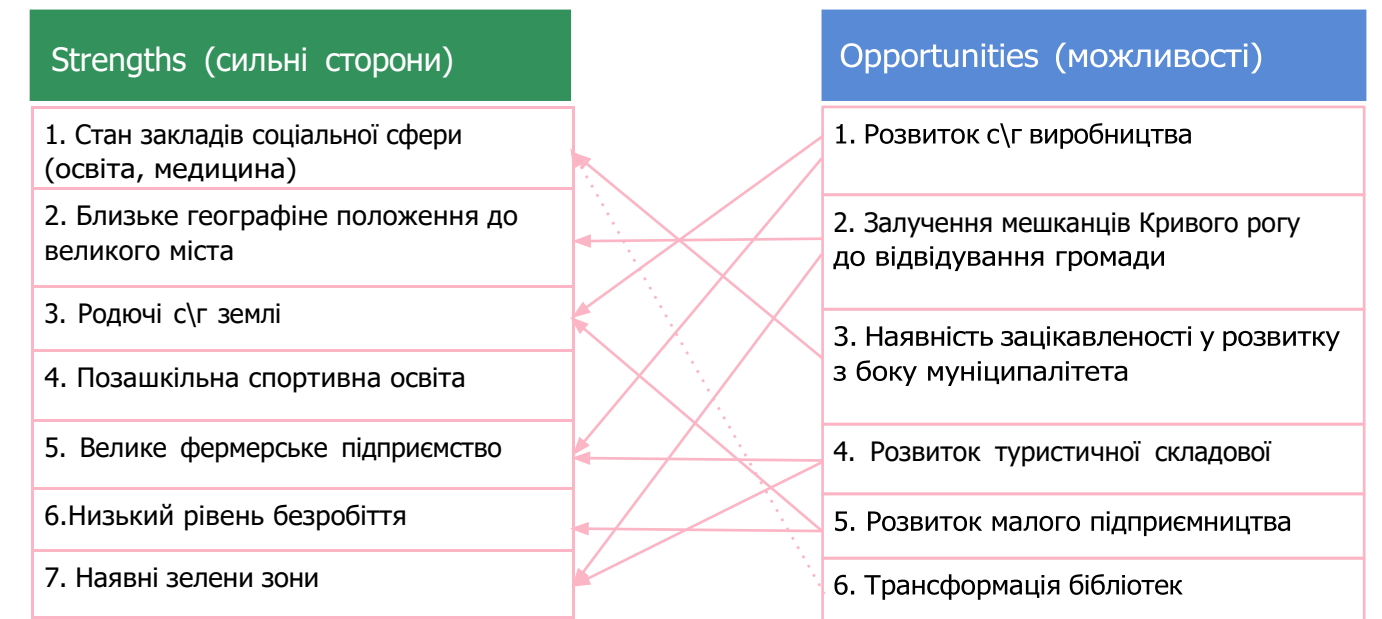 Strengths (сильні сторони)
1. Стан закладів соціальної сфери
(освіта, медицина)
2. Близьке географіне положення до
великого міста
3. Родючі с\г землі
4. Позашкільна спортивна освіта
5. Велике фермерське підприємство
6.Низький рівень безробіття
7. Наявні зелени зони
Opportunities (можливості)
1. Розвиток с\г виробництва
2. Залучення мешканців Кривого рогу
до відвідування громади
3. Наявність зацікавленості у розвитку
з боку муніципалітета
4. Розвиток туристичної складової
5. Розвиток малого підприємництва
6. Трансформація бібліотек